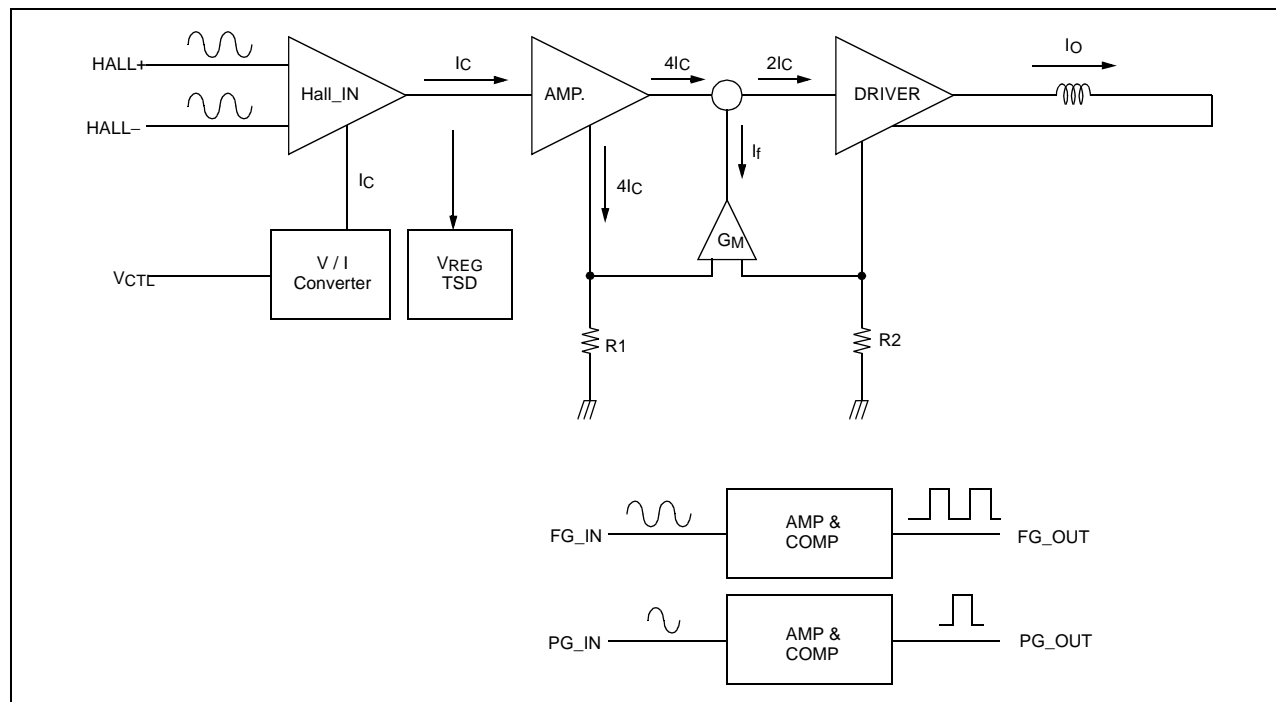 HALL+
HALL–
Hall_IN
IC
AMP.
4IC
2IC
DRIVER
IO
IC
4IC
If
GM
VCTL
V / I
Converter
VREG
TSD
R1
R2
FG_IN
AMP &
COMP
FG_OUT
PG_IN
AMP &
COMP
PG_OUT